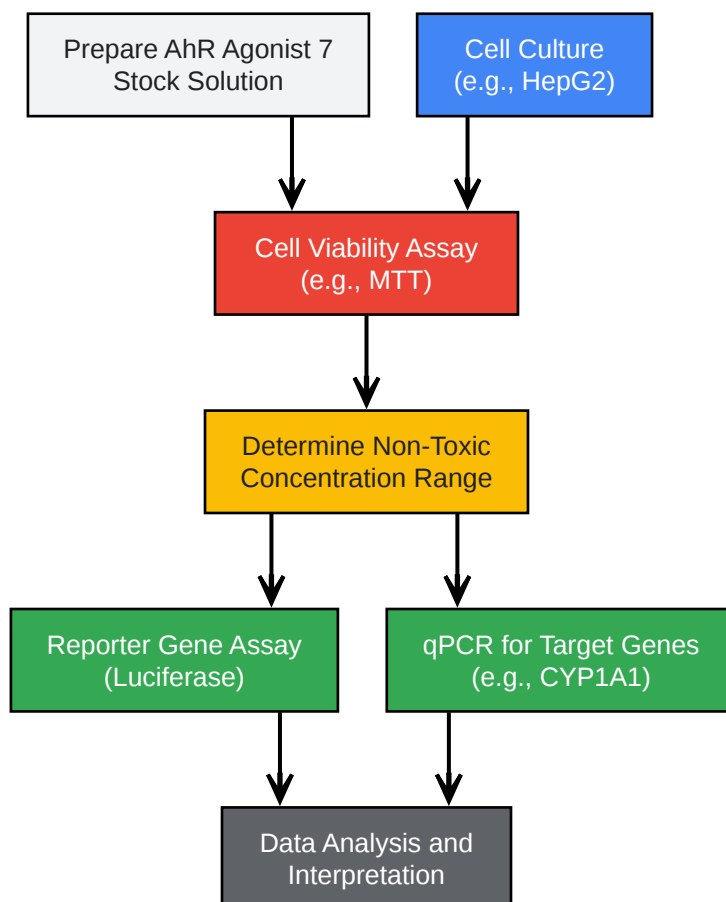 Prepare AhR Agonist 7
Stock Solution
Cell Culture
(e.g., HepG2)
Cell Viability Assay
(e.g., MTT)
Determine Non-Toxic
Concentration Range
Reporter Gene Assay
(Luciferase)
qPCR for Target Genes
(e.g., CYP1A1)
Data Analysis and
Interpretation